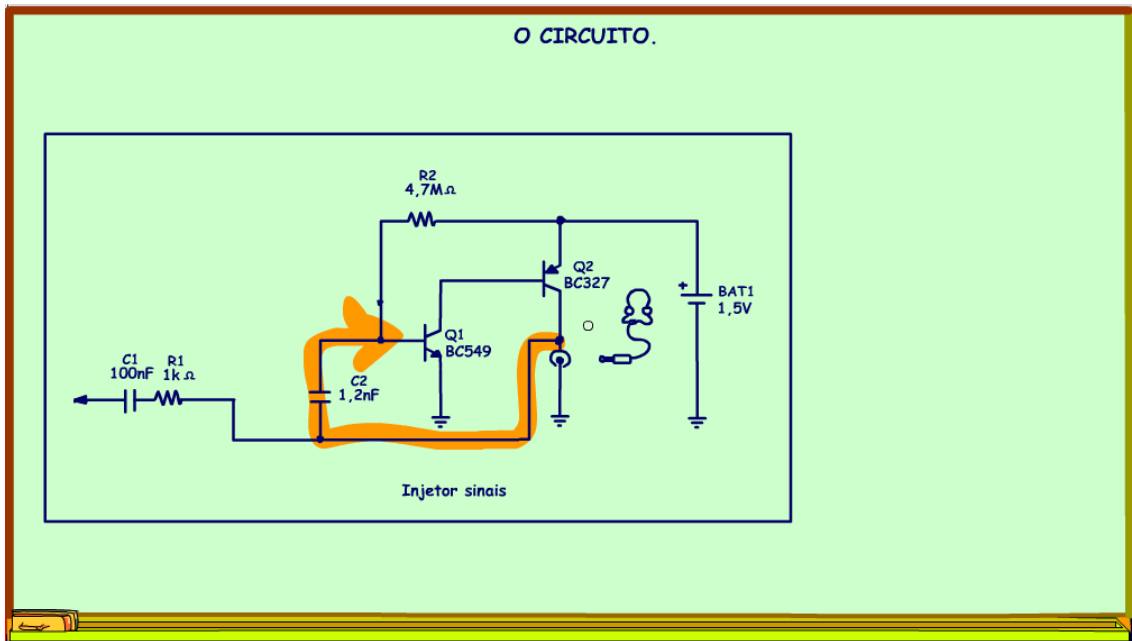 O CIRCUITO.
R2
4,7MΩ
Q2
BC327
+
BAT1
1,5V
Q1
BC549
C1
100nF
R1
1kΩ
C2
1,2nF
Injetor sinais